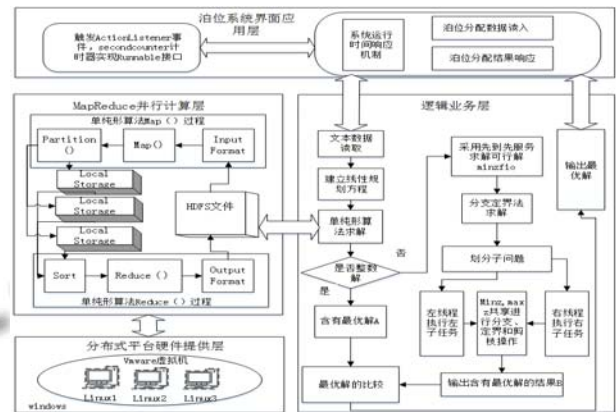 泊位系统界面应
用层
触发ActionListener事
件，secondcounter计
时器实现Runnable接口
系统运行
时间响应
机制
泊位分配数据读入
泊位分配结果响应
MapReduce并行计算层
单纯形算法Map（）过程
Partition
()
Map()
Input
Format
Local
Storage
Local
Storage
Local
Storage
HDFS文件
Sort
Reduce（）
Output
Format
单纯形算法Reduce（）过程
分布式平台硬件提供层
Vmware虚拟机
Linux1
Linux2
Linux3
windows
逻辑业务层
文本数据
读取
建立线性规
划方程
单纯形算
法求解
是否整数
解
否
是
含有最优解A
最优解的比较
采用先到先服务
求解可行解
minzfio
分支定界法
求解
划分子问题
左线程
执行左
子任务
Minz,max
z共享进
行分支、
定界和剪
枝操作
右线程
执行右
子任务
输出含有最优解的结果B
输出最
优解